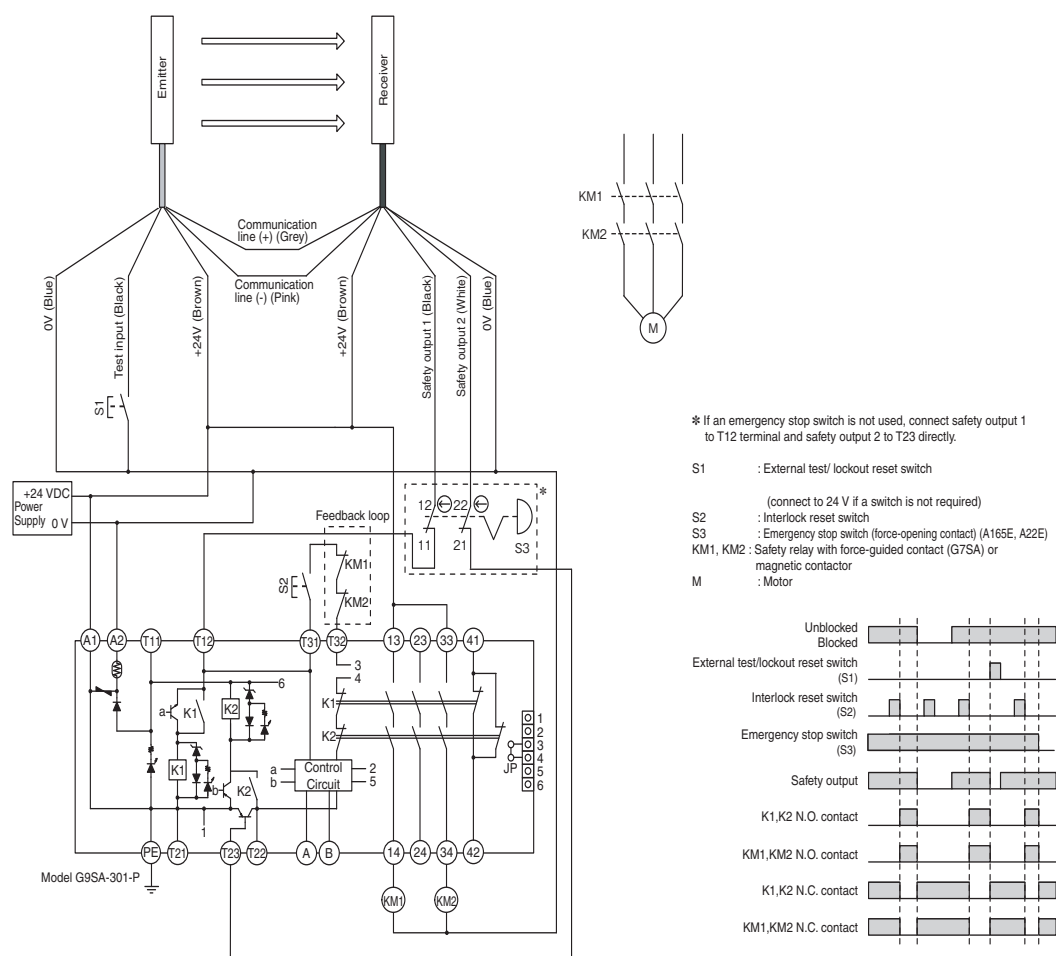 Emitter
Receiver
Communication
line (+) (Grey)
Communication
line (-) (Pink)
0V (Blue)
Test input (Black)
+24V (Brown)
+24V (Brown)
Safety output 1 (Black)
Safety output 2 (White)
0V (Blue)
KM1
KM2
M
S1
+24 VDC
Power
Supply 0 V
Feedback loop
*
12 22
11 21
S3
S2
KM1
KM2
A1 A2 T11 T12 T31 T32 13 23 33 41
3
4
6
a K1
K2
K1
K2
K1
b K2
a
b
Control
Circuit
2
5
1
JP
1
2
3
4
5
6
PE T21 T23 T22 A B 14 24 34 42
Model G9SA-301-P
KM1 KM2
* If an emergency stop switch is not used, connect safety output 1
to T12 terminal and safety output 2 to T23 directly.
S1 : External test/ lockout reset switch
(connect to 24 V if a switch is not required)
S2 : Interlock reset switch
S3 : Emergency stop switch (force-opening contact) (A165E, A22E)
KM1, KM2 : Safety relay with force-guided contact (G7SA) or
magnetic contactor
M : Motor
Unblocked
Blocked
External test/lockout reset switch
(S1)
Interlock reset switch
(S2)
Emergency stop switch
(S3)
Safety output
K1,K2 N.O. contact
KM1,KM2 N.O. contact
K1,K2 N.C. contact
KM1,KM2 N.C. contact